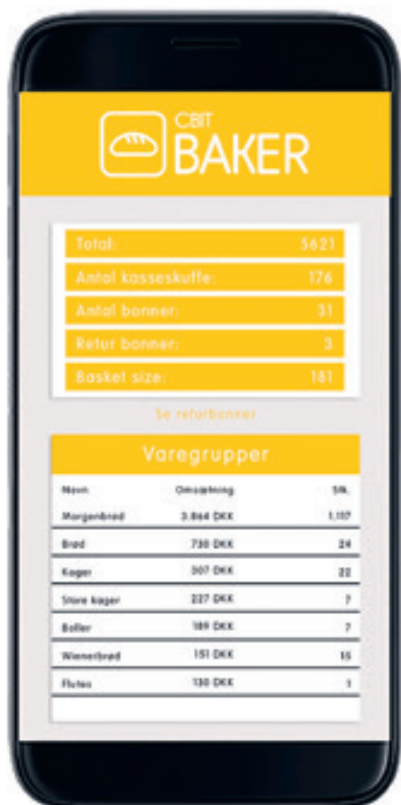 CBIT
BAKER
Total: 5621
Antal kasseskuffe: 176
Antal bonner: 31
Retur bonner: 3
Basket size: 181
Se returbonner
Varegrupper
Navn Omsætning Stk.
Morgenbrød 3.864 DKK 1.117
Brød 730 DKK 24
Kager 307 DKK 22
Store kager 227 DKK 7
Boller 189 DKK 7
Wienerbrød 151 DKK 15
Flutes 130 DKK 1